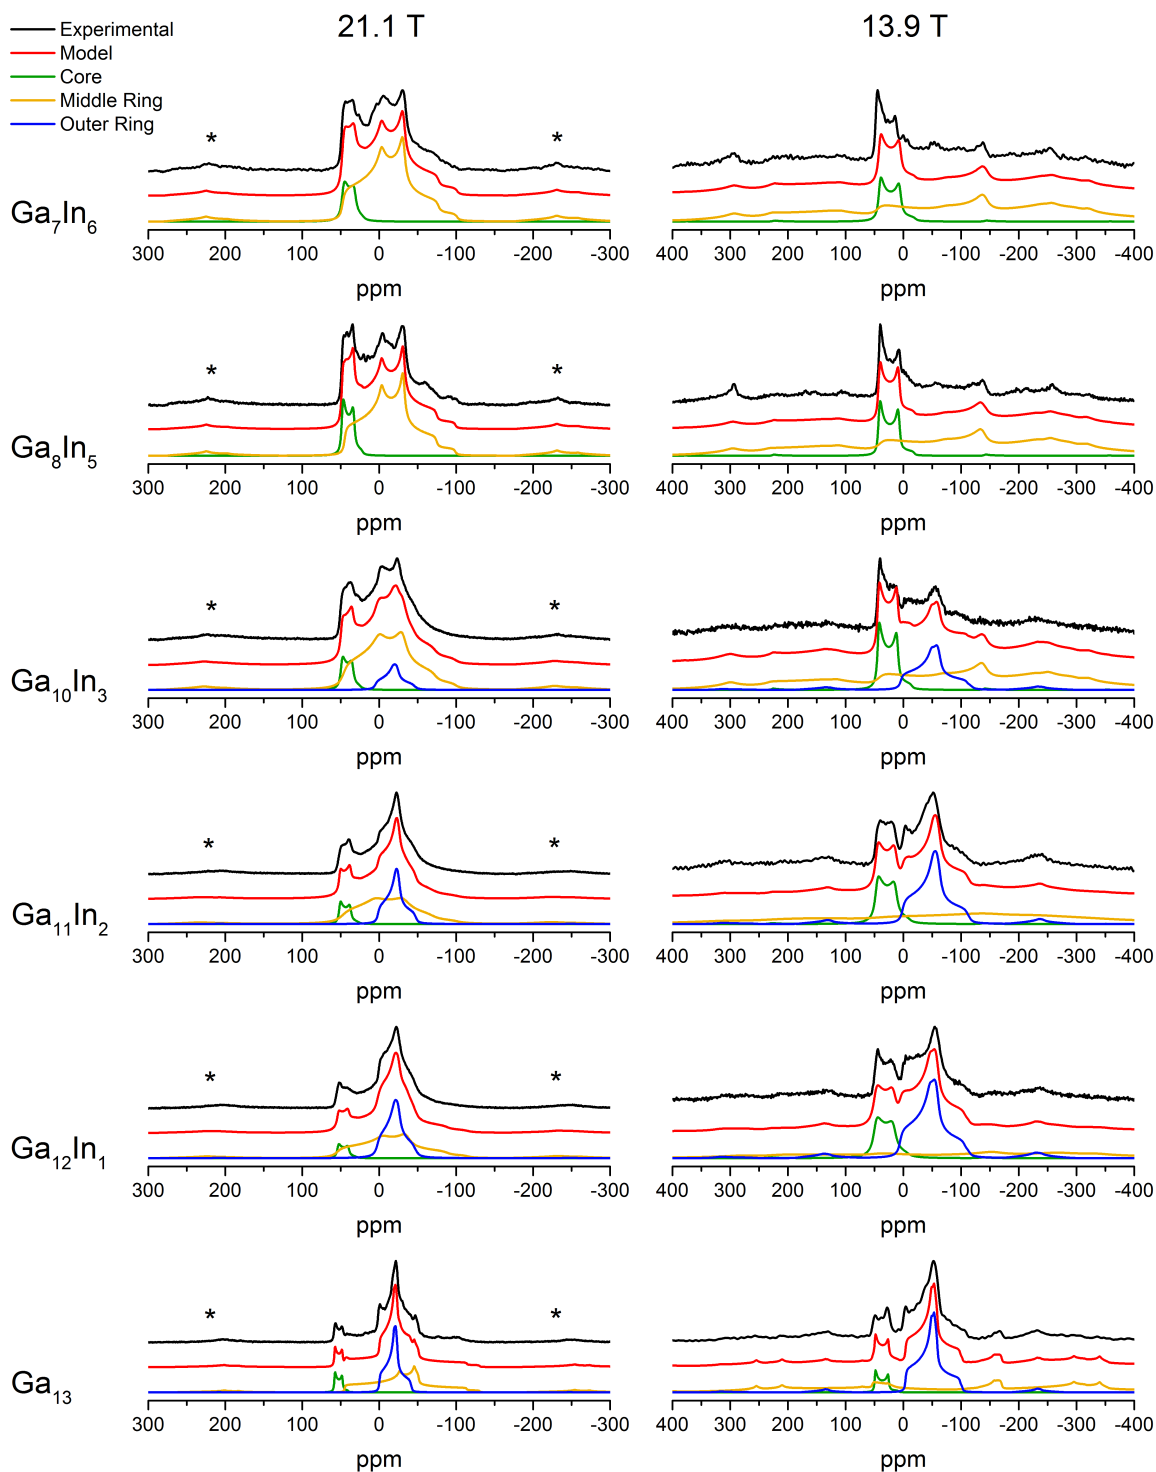 Experimental
Model
Core
Middle Ring
Outer Ring
21.1 T
13.9 T
* *
Ga7In6
300 200 100 0 -100 -200 -300
400 300 200 100 0 -100 -200 -300 -400
ppm ppm
* *
Ga8In5
300 200 100 0 -100 -200 -300
400 300 200 100 0 -100 -200 -300 -400
ppm ppm
* *
Ga10In3
300 200 100 0 -100 -200 -300
400 300 200 100 0 -100 -200 -300 -400
ppm ppm
* *
Ga11In2
300 200 100 0 -100 -200 -300
400 300 200 100 0 -100 -200 -300 -400
ppm ppm
* *
Ga12In1
300 200 100 0 -100 -200 -300
400 300 200 100 0 -100 -200 -300 -400
ppm ppm
* *
Ga13
300 200 100 0 -100 -200 -300
400 300 200 100 0 -100 -200 -300 -400
ppm ppm